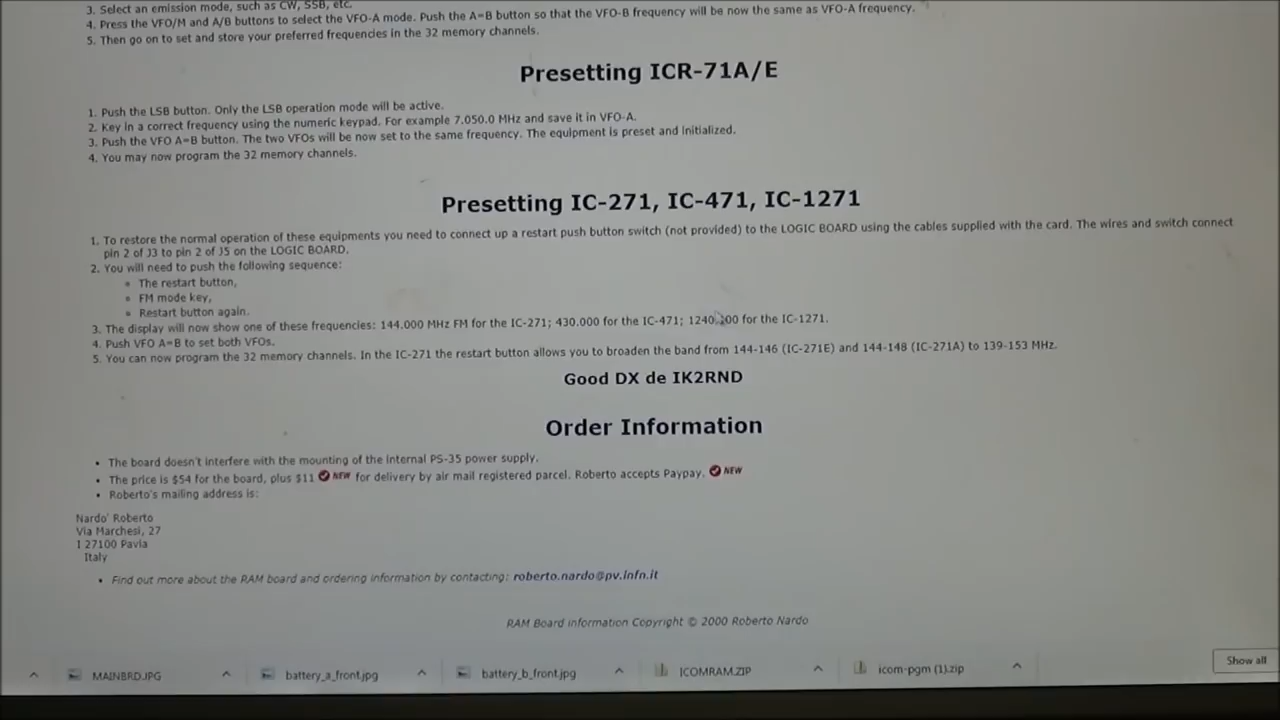 3. Select an emission mode, such as CW, SSB, etc.
4. Press the VFO/M and A/B buttons to select the VFO-A mode. Push the A=B button so that the VFO-B frequency will be now the same as VFO-A frequency.
5. Then go on to set and store your preferred frequencies in the 32 memory channels.
Presetting ICR-71A/E
1. Push the LSB button. Only the LSB operation mode will be active.
2. Key in a correct frequency using the numeric keypad. For example 7.050.0 MHz and save it in VFO-A.
3. Push the VFO A=B button. The two VFOs will be now set to the same frequency. The equipment is preset and initialized.
4. You may now program the 32 memory channels.
Presetting IC-271, IC-471, IC-1271
1. To restore the normal operation of these equipments you need to connect up a restart push button switch (not provided) to the LOGIC BOARD using the cables supplied with the card. The wires and switch connect
pin 2 of J3 to pin 2 of J5 on the LOGIC BOARD.
2. You will need to push the following sequence:
The restart button,
FM mode key,
Restart button again.
3. The display will now show one of these frequencies: 144.000 MHz FM for the IC-271; 430.000 for the IC-471; for the IC-1271.
4. Push VFO A=B to set both VFOs.
5. You can now program the 32 memory channels. In the IC-271 the restart button allows you to broaden the band from 144-146 (IC-271E) and 144-148 (IC-271A) to 139-153 MHz.
Good DX de IK2RND
Order Information
• The board doesn't interfere with the mounting of the internal PS-35 power supply.
• The price is $54 for the board, plus $11 NEW for delivery by air mail registered parcel. Roberto accepts Paypay. NEW
• Roberto's mailing address is:
Nardo' Roberto
Via Marchesi, 27
I 27100 Pavia
Italy
• Find out more about the RAM board and ordering information by contacting: roberto.nardo@pv.infn.it
RAM Board information Copyright © 2000 Roberto Nardo
MAINBRD.JPG battery_a_front.jpg battery_b_front.jpg ICOMRAM.ZIP icom-pgm (1).zip Show all